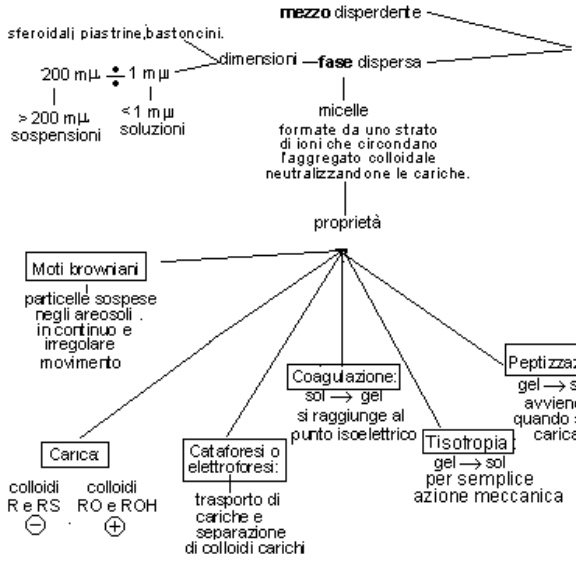 mezzo disperdente
sferoidali, piastrine, bastoncini.
dimensioni
fase dispersa
200 mμ ÷ 1 mμ
> 200 mμ
sospensioni
< 1 mμ
soluzioni
micelle
formate da uno strato
di ioni che circondano
l'aggregato colloidale
neutralizzandone le cariche.
proprietà
Moti browniani
particelle sospese
negli areosoli .
in continuo e
irregolare
movimento
Carica:
colloidi
R e RS
−
colloidi
RO e ROH
+
Cataforesi o
elettroforesi:
trasporto di
cariche e
separazione
di colloidi carichi
Coagulazione:
sol → gel
si raggiunge al
punto isoelettrico
Tisotropia:
gel → sol
per semplice
azione meccanica
Peptizzaz
gel → s
avvien
quando
carica